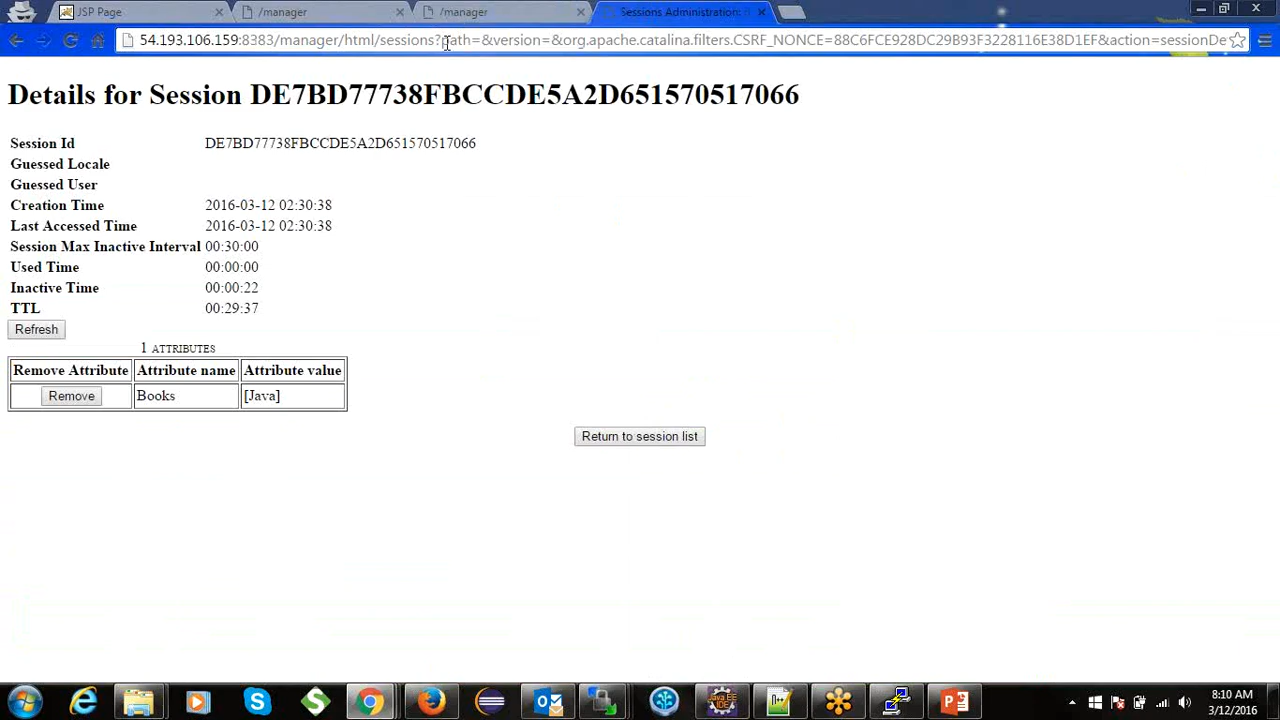 JSP Page
/manager
/manager
Sessions Administration:
54.193.106.159:8383/manager/html/sessions?path=&version=&org.apache.catalina.filters.CSRF_NONCE=88C6FCE928DC29B93F3228116E38D1EF&action=sessionDe
Details for Session DE7BD77738FBCCDE5A2D651570517066
Session Id DE7BD77738FBCCDE5A2D651570517066
Guessed Locale
Guessed User
Creation Time 2016-03-12 02:30:38
Last Accessed Time 2016-03-12 02:30:38
Session Max Inactive Interval 00:30:00
Used Time 00:00:00
Inactive Time 00:00:22
TTL 00:29:37
Refresh
1 ATTRIBUTES
Remove Attribute Attribute name Attribute value
Remove Books [Java]
Return to session list
Java EE
IDE
8:10 AM
3/12/2016